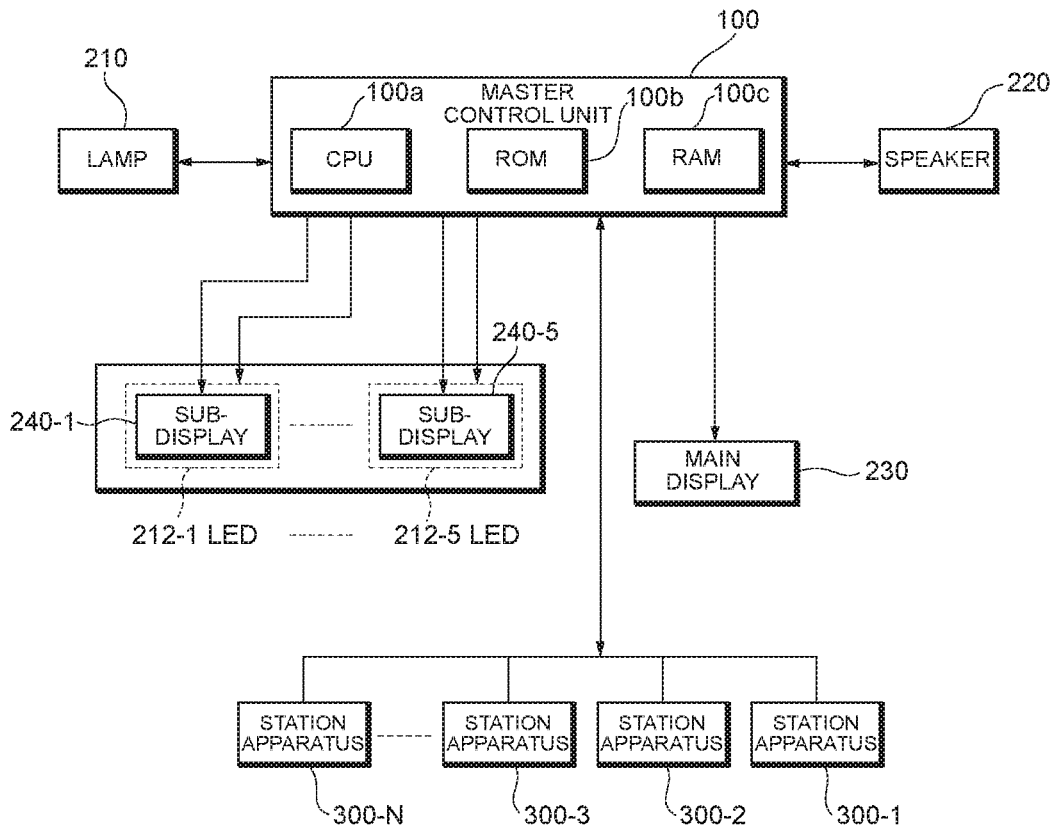 100
210
220
MASTER
CONTROL UNIT
100a
100b
100c
LAMP
CPU
ROM
RAM
SPEAKER
240-5
240-1
SUB-
DISPLAY
SUB-
DISPLAY
MAIN
DISPLAY
230
212-1 LED
212-5 LED
STATION
APPARATUS
STATION
APPARATUS
STATION
APPARATUS
STATION
APPARATUS
300-N
300-3
300-2
300-1